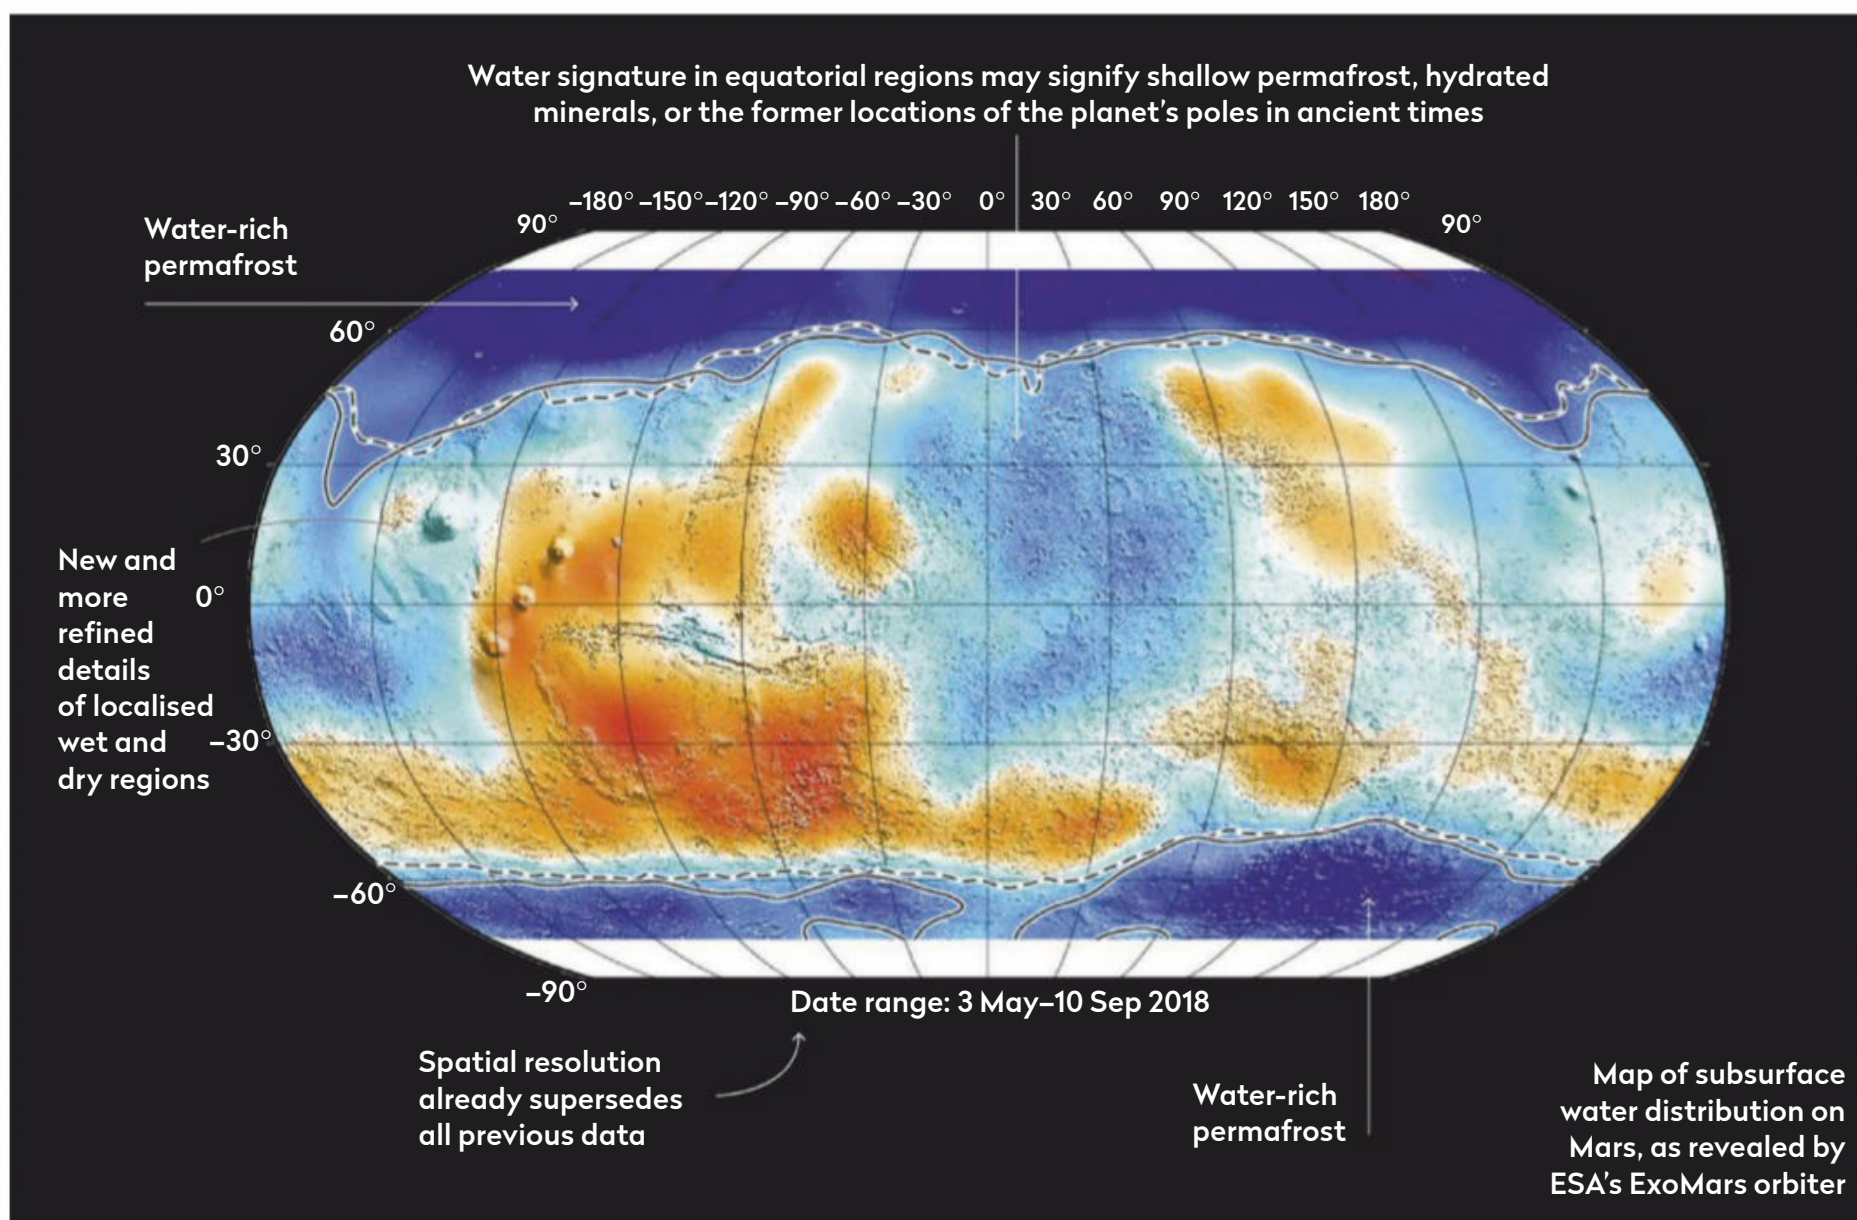 Water signature in equatorial regions may signify shallow permafrost, hydrated
minerals, or the former locations of the planet’s poles in ancient times
–180° –150° –120° –90° –60° –30° 0° 30° 60° 90° 120° 150° 180°
90° 90°
Water-rich
permafrost
60°
30°
0°
–30°
–60°
–90°
New and
more
refined
details
of localised
wet and
dry regions
Date range: 3 May–10 Sep 2018
Spatial resolution
already supersedes
all previous data
Water-rich
permafrost
Map of subsurface
water distribution on
Mars, as revealed by
ESA’s ExoMars orbiter